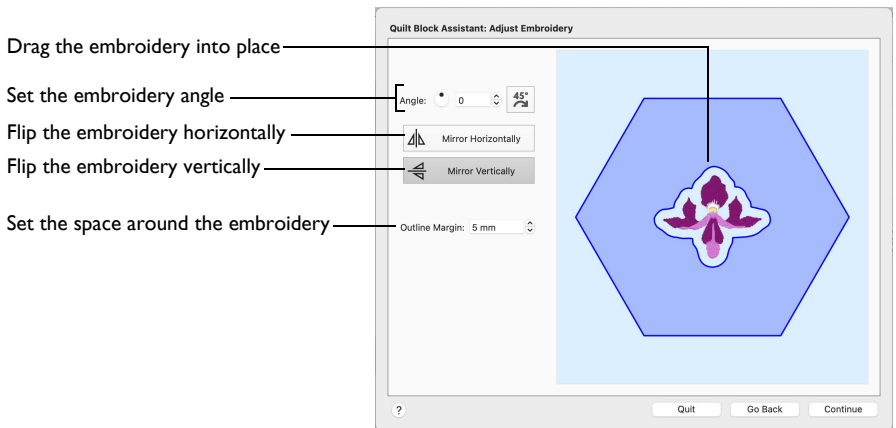 Quilt Block Assistant: Adjust Embroidery
Drag the embroidery into place
Set the embroidery angle
Angle: 0 45°
Flip the embroidery horizontally
Mirror Horizontally
Flip the embroidery vertically
Mirror Vertically
Set the space around the embroidery
Outline Margin: 5 mm
? Quit Go Back Continue